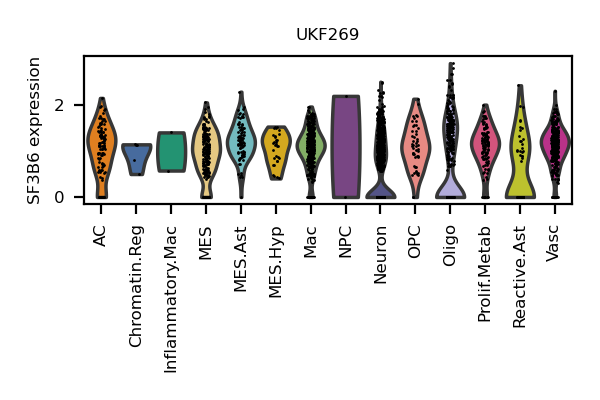 UKF269
SF3B6 expression
2
0
AC
Chromatin.Reg
Inflammatory.Mac
MES
MES.Ast
MES.Hyp
Mac
NPC
Neuron
OPC
Oligo
Prolif.Metab
Reactive.Ast
Vasc